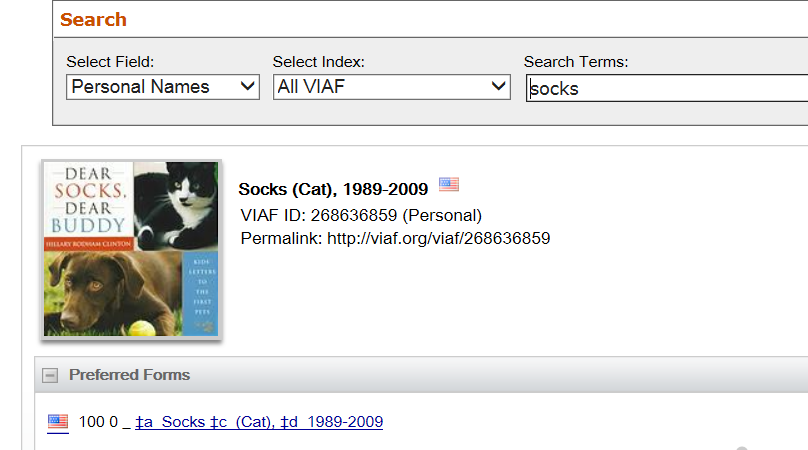 Search
Select Field: Select Index: Search Terms:
Personal Names All VIAF socks
DEAR
SOCKS,
DEAR
BUDDY
HILLARY RODHAM CLINTON
KIDS'
LETTERS
TO
THE
FIRST
PETS
Socks (Cat), 1989-2009
VIAF ID: 268636859 (Personal)
Permalink: http://viaf.org/viaf/268636859
Preferred Forms
100 0 _ ‡a Socks ‡c (Cat), ‡d 1989-2009